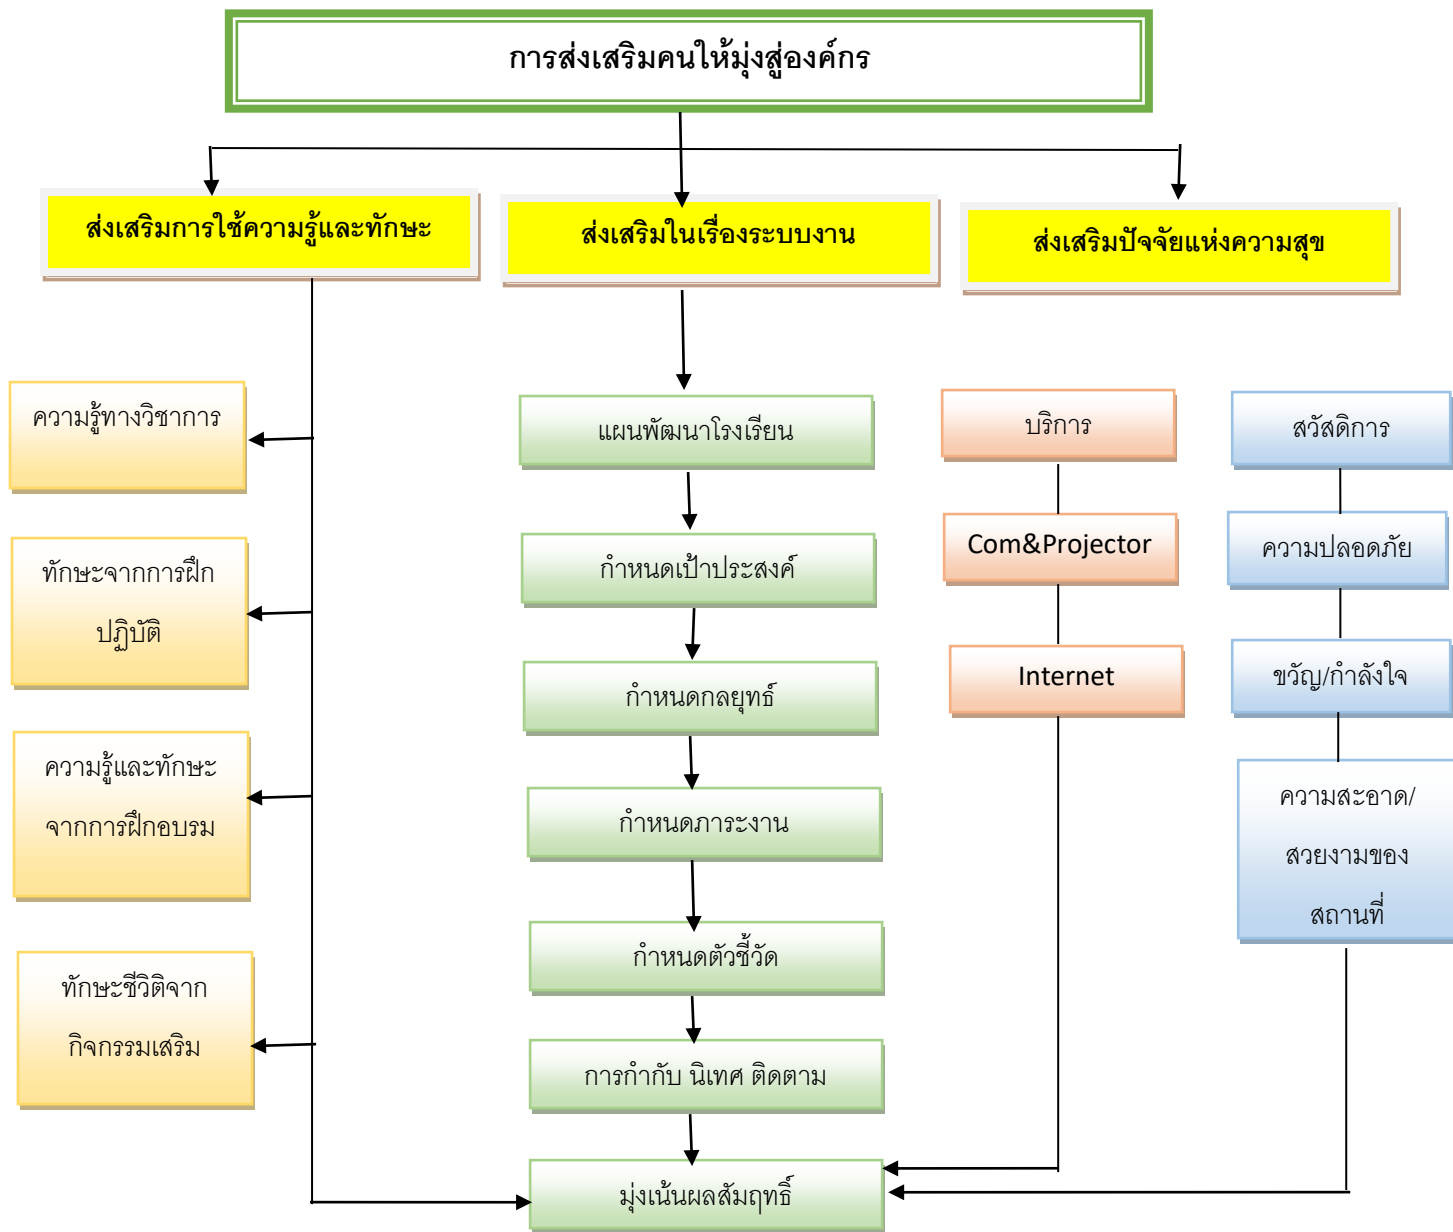 การส่งเสริมคนให้มุ่งสู่องค์กร
ส่งเสริมการใช้ความรู้และทักษะ
ส่งเสริมในเรื่องระบบงาน
ส่งเสริมปัจจัยแห่งความสุข
ความรู้ทางวิชาการ
ทักษะจากการฝึก
ปฏิบัติ
ความรู้และทักษะ
จากการฝึกอบรม
ทักษะชีวิติจาก
กิจกรรมเสริม
แผนพัฒนาโรงเรียน
กำหนดเป้าประสงค์
กำหนดกลยุทธ์
กำหนดภาระงาน
กำหนดตัวชี้วัด
การกำกับ นิเทศ ติดตาม
มุ่งเน้นผลสัมฤทธิ์
บริการ
Com&Projector
Internet
สวัสดิการ
ความปลอดภัย
ขวัญ/กำลังใจ
ความสะอาด/
สวยงามของ
สถานที่